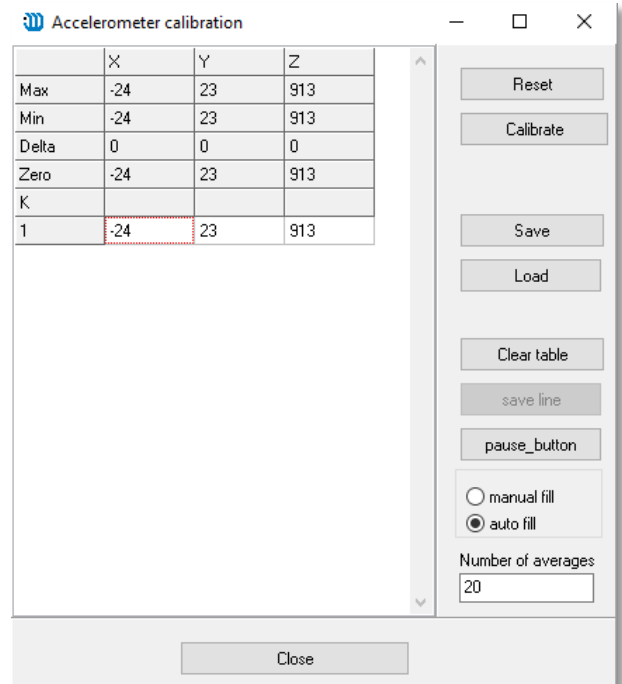 Accelerometer calibration
X Y Z
Max -24 23 913
Min -24 23 913
Delta 0 0 0
Zero -24 23 913
K
1 -24 23 913
Reset
Calibrate
Save
Load
Clear table
save line
pause_button
manual fill
auto fill
Number of averages
20
Close